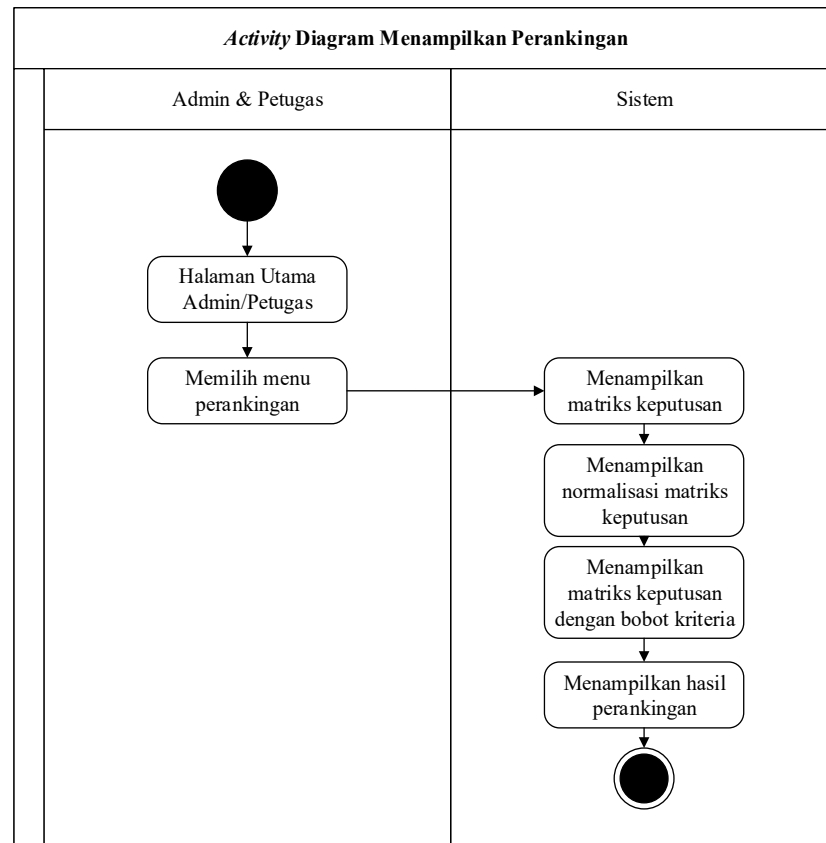 Activity Diagram Menampilkan Perankingan
Admin & Petugas
Sistem
Halaman Utama
Admin/Petugas
Memilih menu
perankingan
Menampilkan
matriks keputusan
Menampilkan
normalisasi matriks
keputusan
Menampilkan
matriks keputusan
dengan bobot kriteria
Menampilkan hasil
perankingan